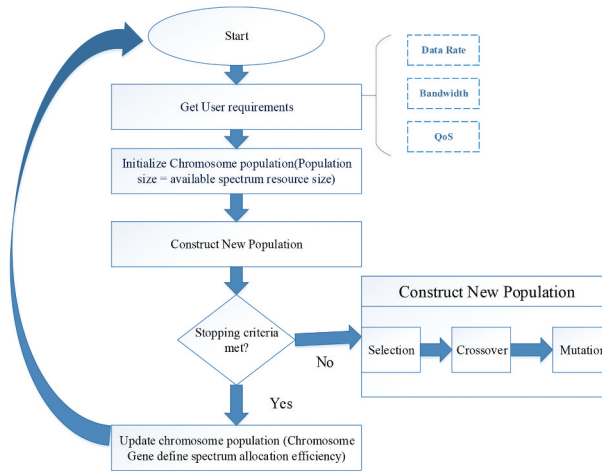 Start
Data Rate
Bandwidth
QoS
Get User requirements
Initialize Chromosome population(Population
size = available spectrum resource size)
Construct New Population
Stopping criteria
met?
No
Yes
Construct New Population
Selection
Crossover
Mutation
Update chromosome population (Chromosome
Gene define spectrum allocation efficiency)